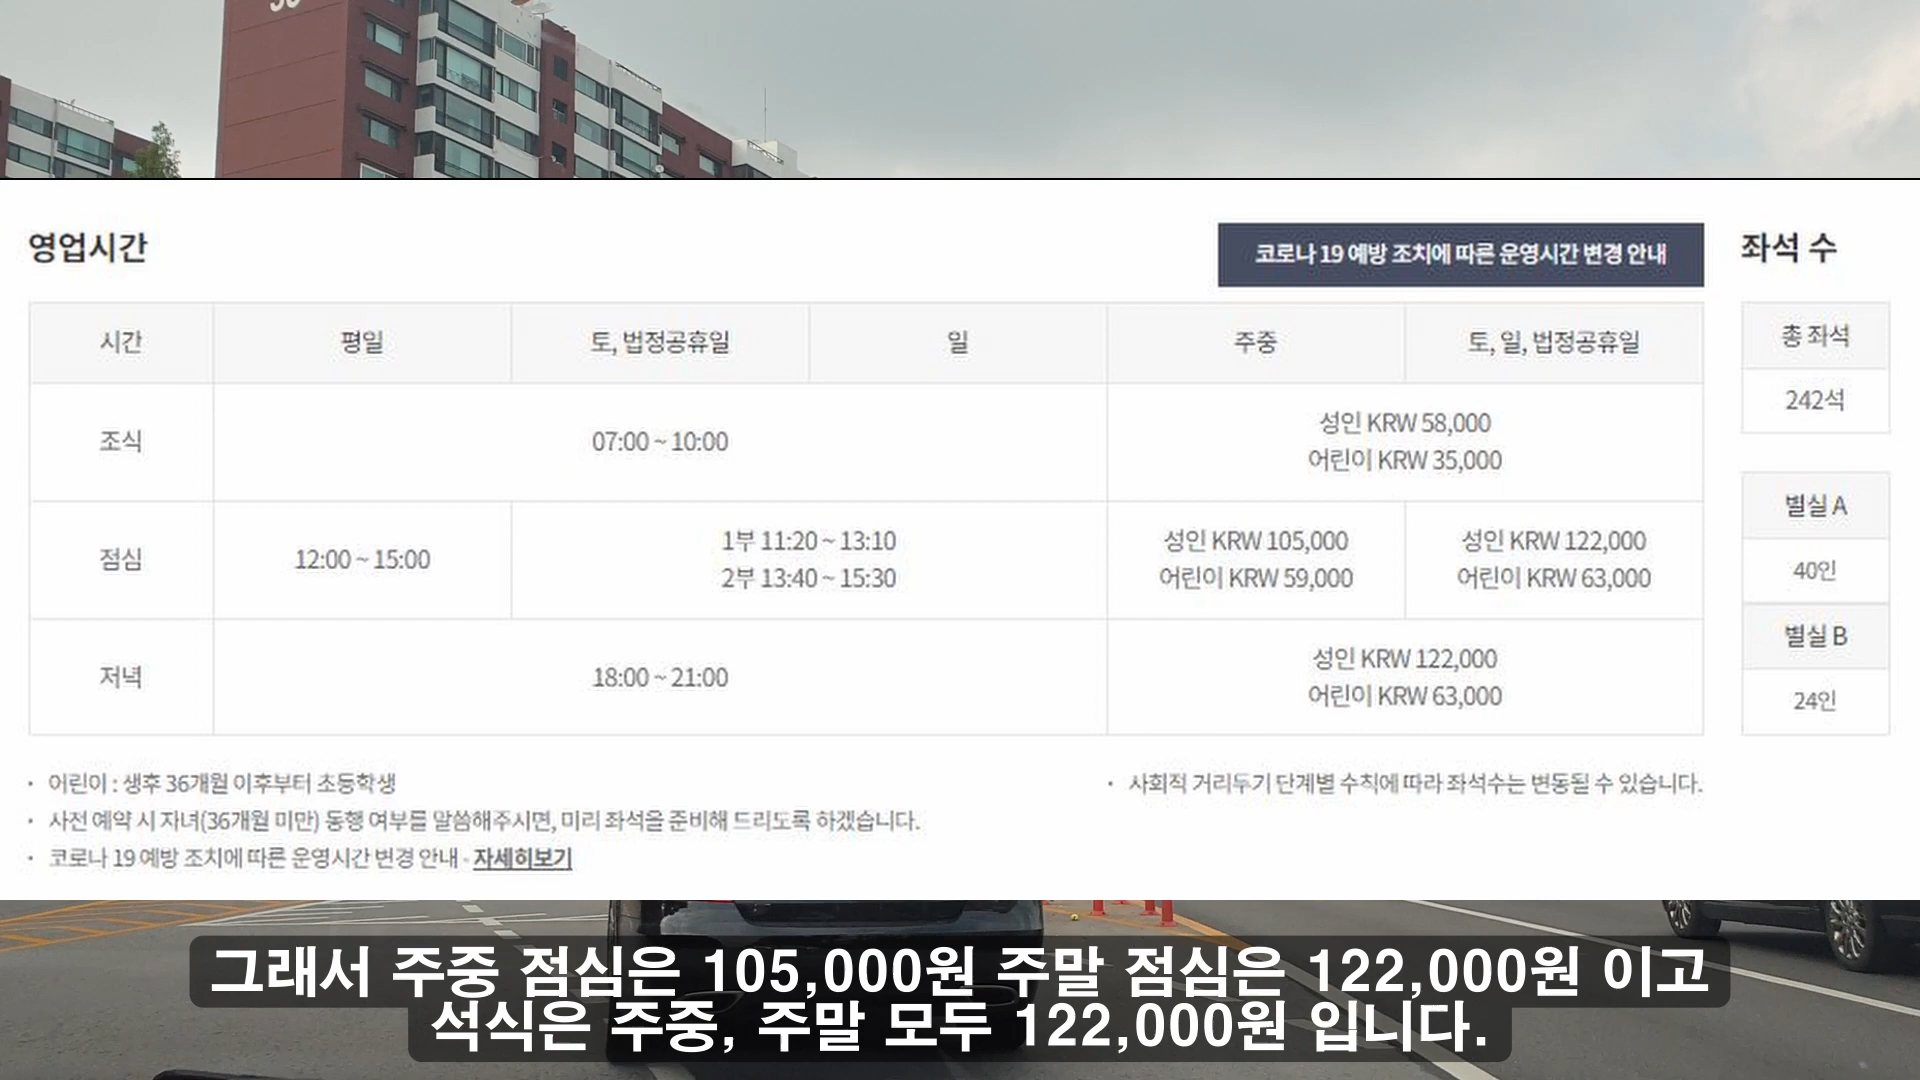 영업시간
코로나 19 예방 조치에 따른 운영시간 변경 안내
좌석 수
시간
평일
토, 법정공휴일
일
주중
토, 일, 법정공휴일
조식
07:00 ~ 10:00
성인 KRW 58,000
어린이 KRW 35,000
점심
12:00 ~ 15:00
1부 11:20 ~ 13:10
2부 13:40 ~ 15:30
성인 KRW 105,000
어린이 KRW 59,000
성인 KRW 122,000
어린이 KRW 63,000
저녁
18:00 ~ 21:00
성인 KRW 122,000
어린이 KRW 63,000
총 좌석
242석
별실 A
40인
별실 B
24인
· 어린이 : 생후 36개월 이후부터 초등학생
· 사전 예약 시 자녀(36개월 미만) 동행 여부를 말씀해주시면, 미리 좌석을 준비해 드리도록 하겠습니다.
· 코로나 19 예방 조치에 따른 운영시간 변경 안내 - 자세히보기
· 사회적 거리두기 단계별 수칙에 따라 좌석수는 변동될 수 있습니다.
그래서 주중 점심은 105,000원 주말 점심은 122,000원 이고
석식은 주중, 주말 모두 122,000원 입니다.